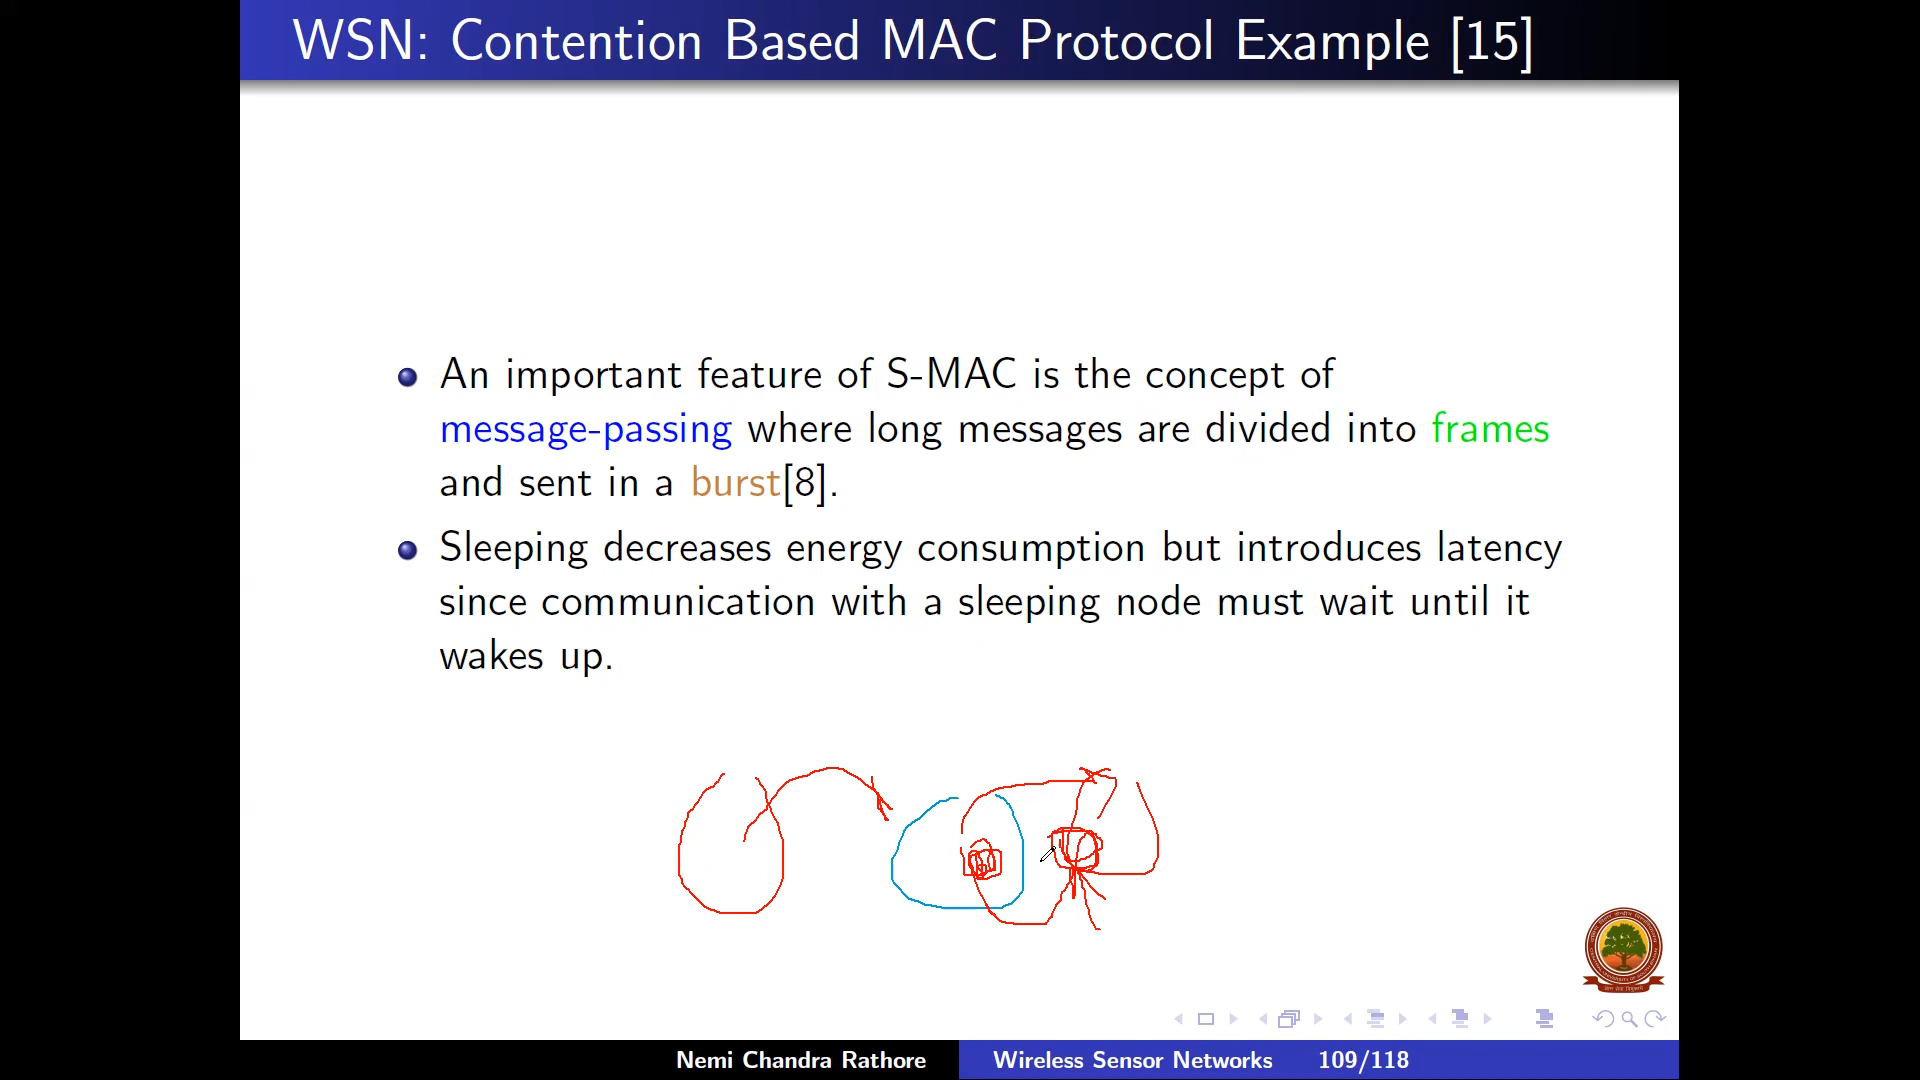 WSN: Contention Based MAC Protocol Example [15]
An important feature of S-MAC is the concept of
message-passing where long messages are divided into frames
and sent in a burst[8].
Sleeping decreases energy consumption but introduces latency
since communication with a sleeping node must wait until it
wakes up.
Nemi Chandra Rathore
Wireless Sensor Networks
109/118